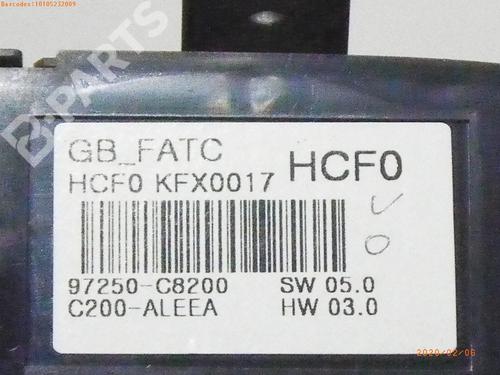 Barcodes:10105232009
B-PARTS
GB_FATC
HCF0
HCF0 KFX0017
97250-C8200 SW 05.0
C200-ALEEA HW 03.0
2020/02/06